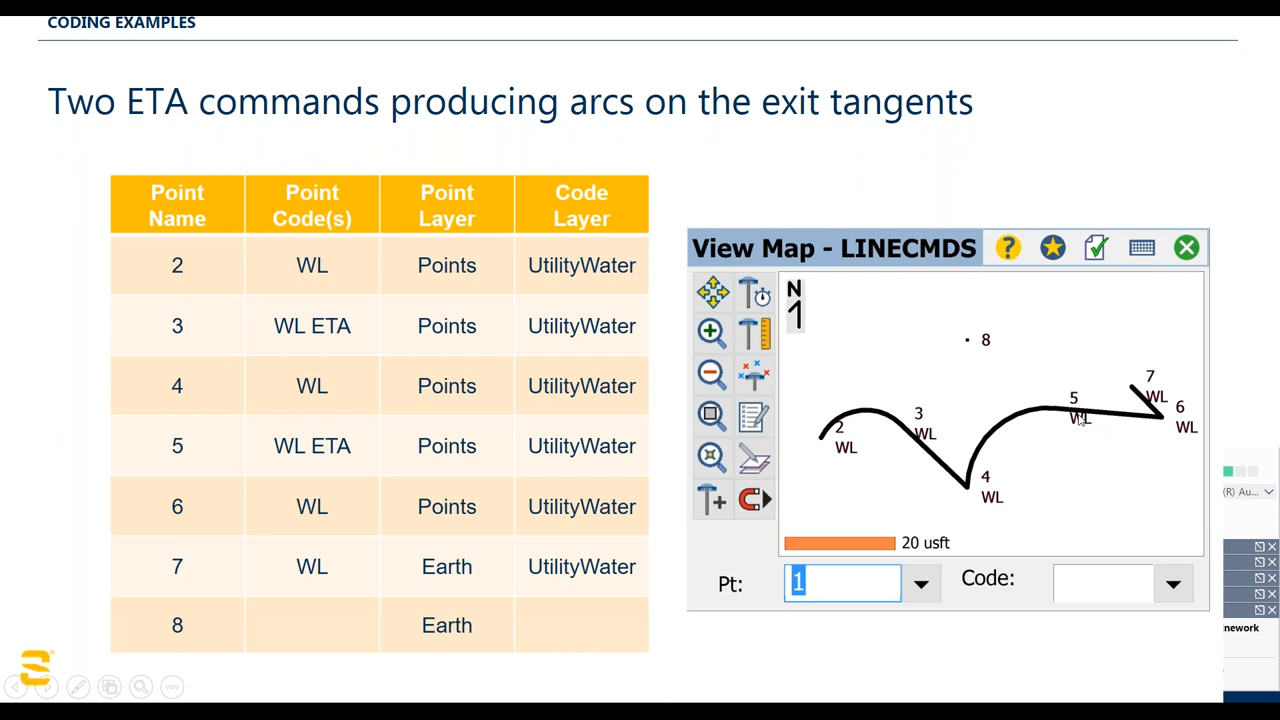 CODING EXAMPLES
Two ETA commands producing arcs on the exit tangents
Point Name Point Code(s) Point Layer Code Layer
2 WL Points UtilityWater
3 WL ETA Points UtilityWater
4 WL Points UtilityWater
5 WL ETA Points UtilityWater
6 WL Points UtilityWater
7 WL Earth UtilityWater
8 Earth
View Map - LINECMDS
?
N
1
8
7
WL
5
WL
6
WL
3
WL
2
WL
4
WL
20 usft
Pt: 1 Code:
(R) Au...
nework